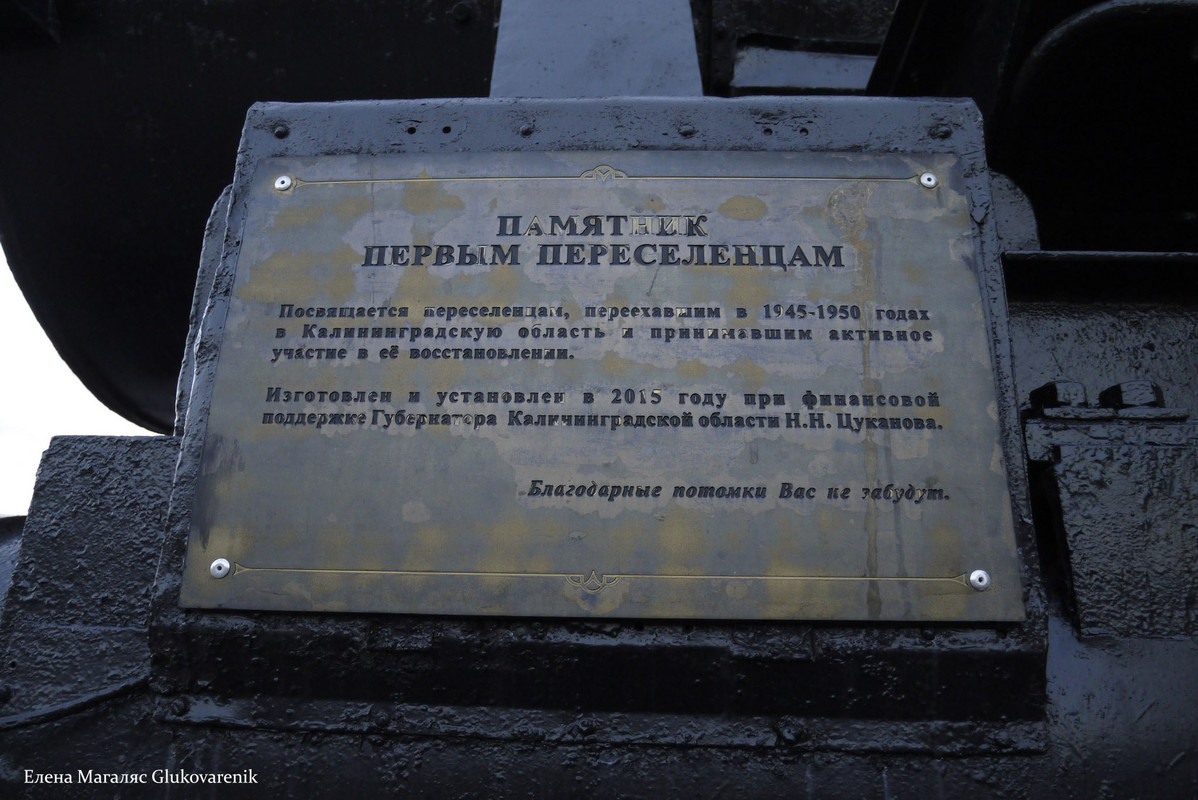 ПАМЯТНИК
ПЕРВЫМ ПЕРЕСЕЛЕНЦАМ
Посвящается переселенцам, переехавшим в 1945-1950 годах
в Калининградскую область и принимавшим активное
участие в её восстановлении.
Изготовлен и установлен в 2015 году при финансовой
поддержке Губернатора Калининградской области Н.Н. Цуканова.
Благодарные потомки Вас не забудут.
Елена Магаляс Glukovarenik